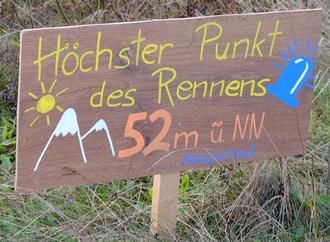 Höchster Punkt
des Rennens
52m ü. NN